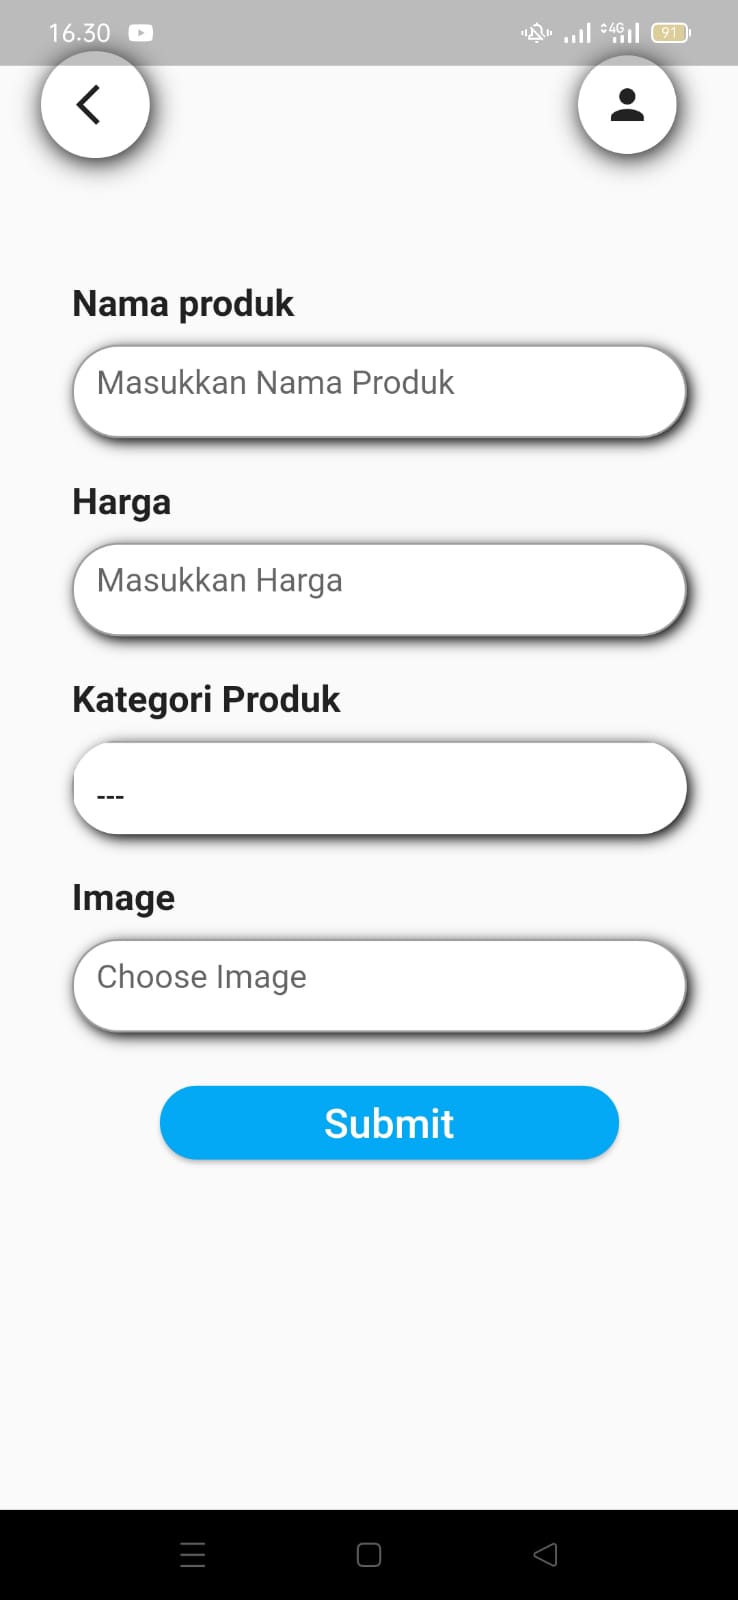 16.30
4G
91
Nama produk
Masukkan Nama Produk
Harga
Masukkan Harga
Kategori Produk
---
Image
Choose Image
Submit